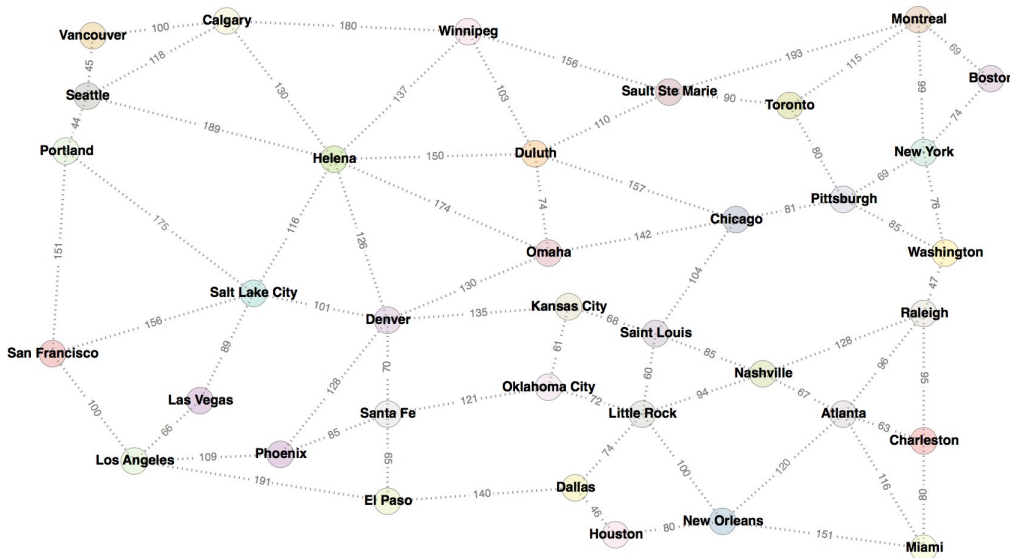 Calgary
Montreal
100
180
Winnipeg
Vancouver
193
69
156
115
118
45
Boston
Seattle
130
137
103
90
Sault Ste Marie
Toronto
99
74
44
110
189
80
Portland
Helena
150
Duluth
New York
69
157
76
Pittsburgh
174
74
81
175
116
Chicago
85
151
126
142
Omaha
Washington
104
47
130
Salt Lake City
101
Kansas City
Denver
135
Raleigh
156
68
Saint Louis
128
San Francisco
89
61
85
96
95
70
128
Nashville
60
Las Vegas
Oklahoma City
67
100
121
72
94
66
Santa Fe
Little Rock
Atlanta
85
63
Charleston
Los Angeles
109
Phoenix
65
74
100
120
116
80
191
Dallas
El Paso
140
46
New Orleans
80
Houston
151
Miami